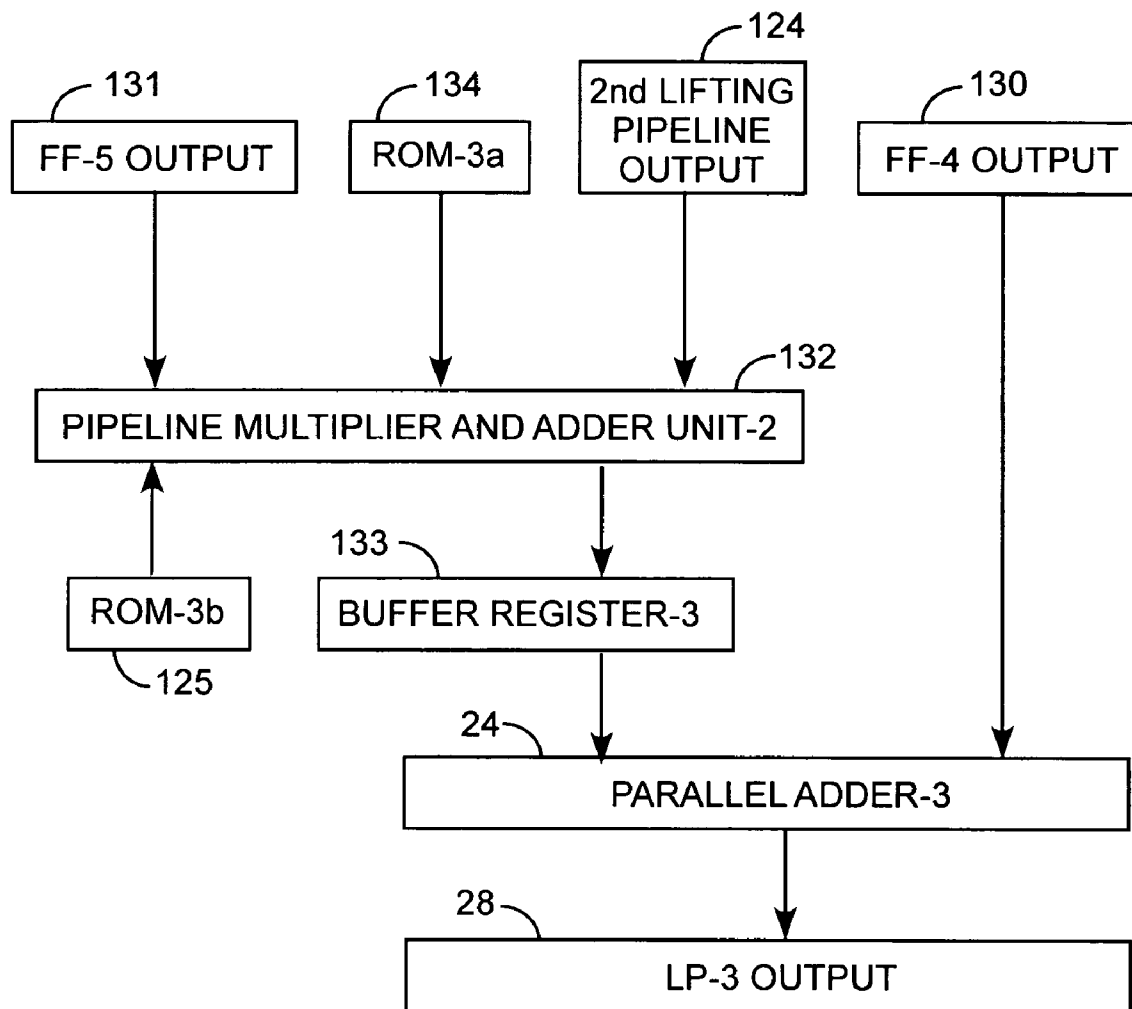 124
131
134
130
2nd LIFTING
PIPELINE
OUTPUT
FF-5 OUTPUT
ROM-3a
FF-4 OUTPUT
132
PIPELINE MULTIPLIER AND ADDER UNIT-2
133
ROM-3b
BUFFER REGISTER-3
125
24
PARALLEL ADDER-3
28
LP-3 OUTPUT